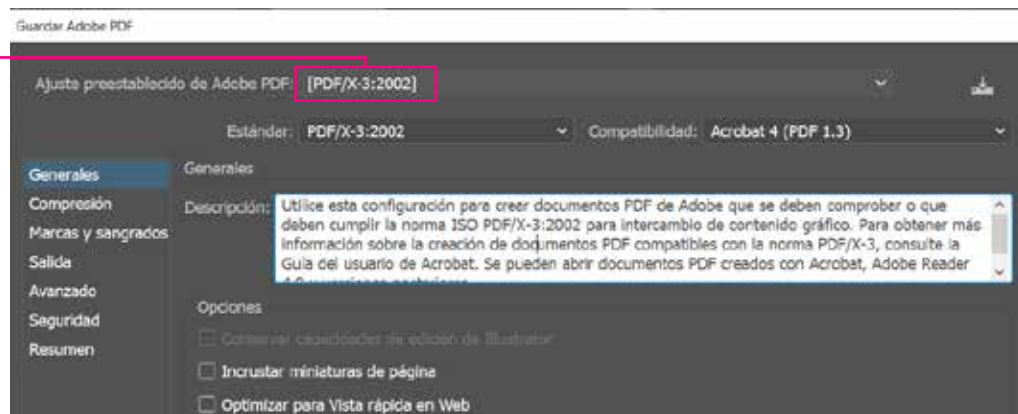 Guardar Adobe PDF
Ajuste preestablecido de Adobe PDF: [PDF/X-3:2002]
Estándar: PDF/X-3:2002 Compatibilidad: Acrobat 4 (PDF 1.3)
Generales
Compresión
Marcas y sangrados
Salida
Avanzado
Seguridad
Resumen
Generales
Descripción: Utilice esta configuración para crear documentos PDF de Adobe que se deben comprobar o que
deben cumplir la norma ISO PDF/X-3:2002 para intercambio de contenido gráfico. Para obtener más
información sobre la creación de documentos PDF compatibles con la norma PDF/X-3, consulte la
Guía del usuario de Acrobat. Se pueden abrir documentos PDF creados con Acrobat, Adobe Reader
4.0 y versiones posteriores.
Opciones
Conservar capacidades de edición de Illustrator
Incrustar miniaturas de página
Optimizar para Vista rápida en Web